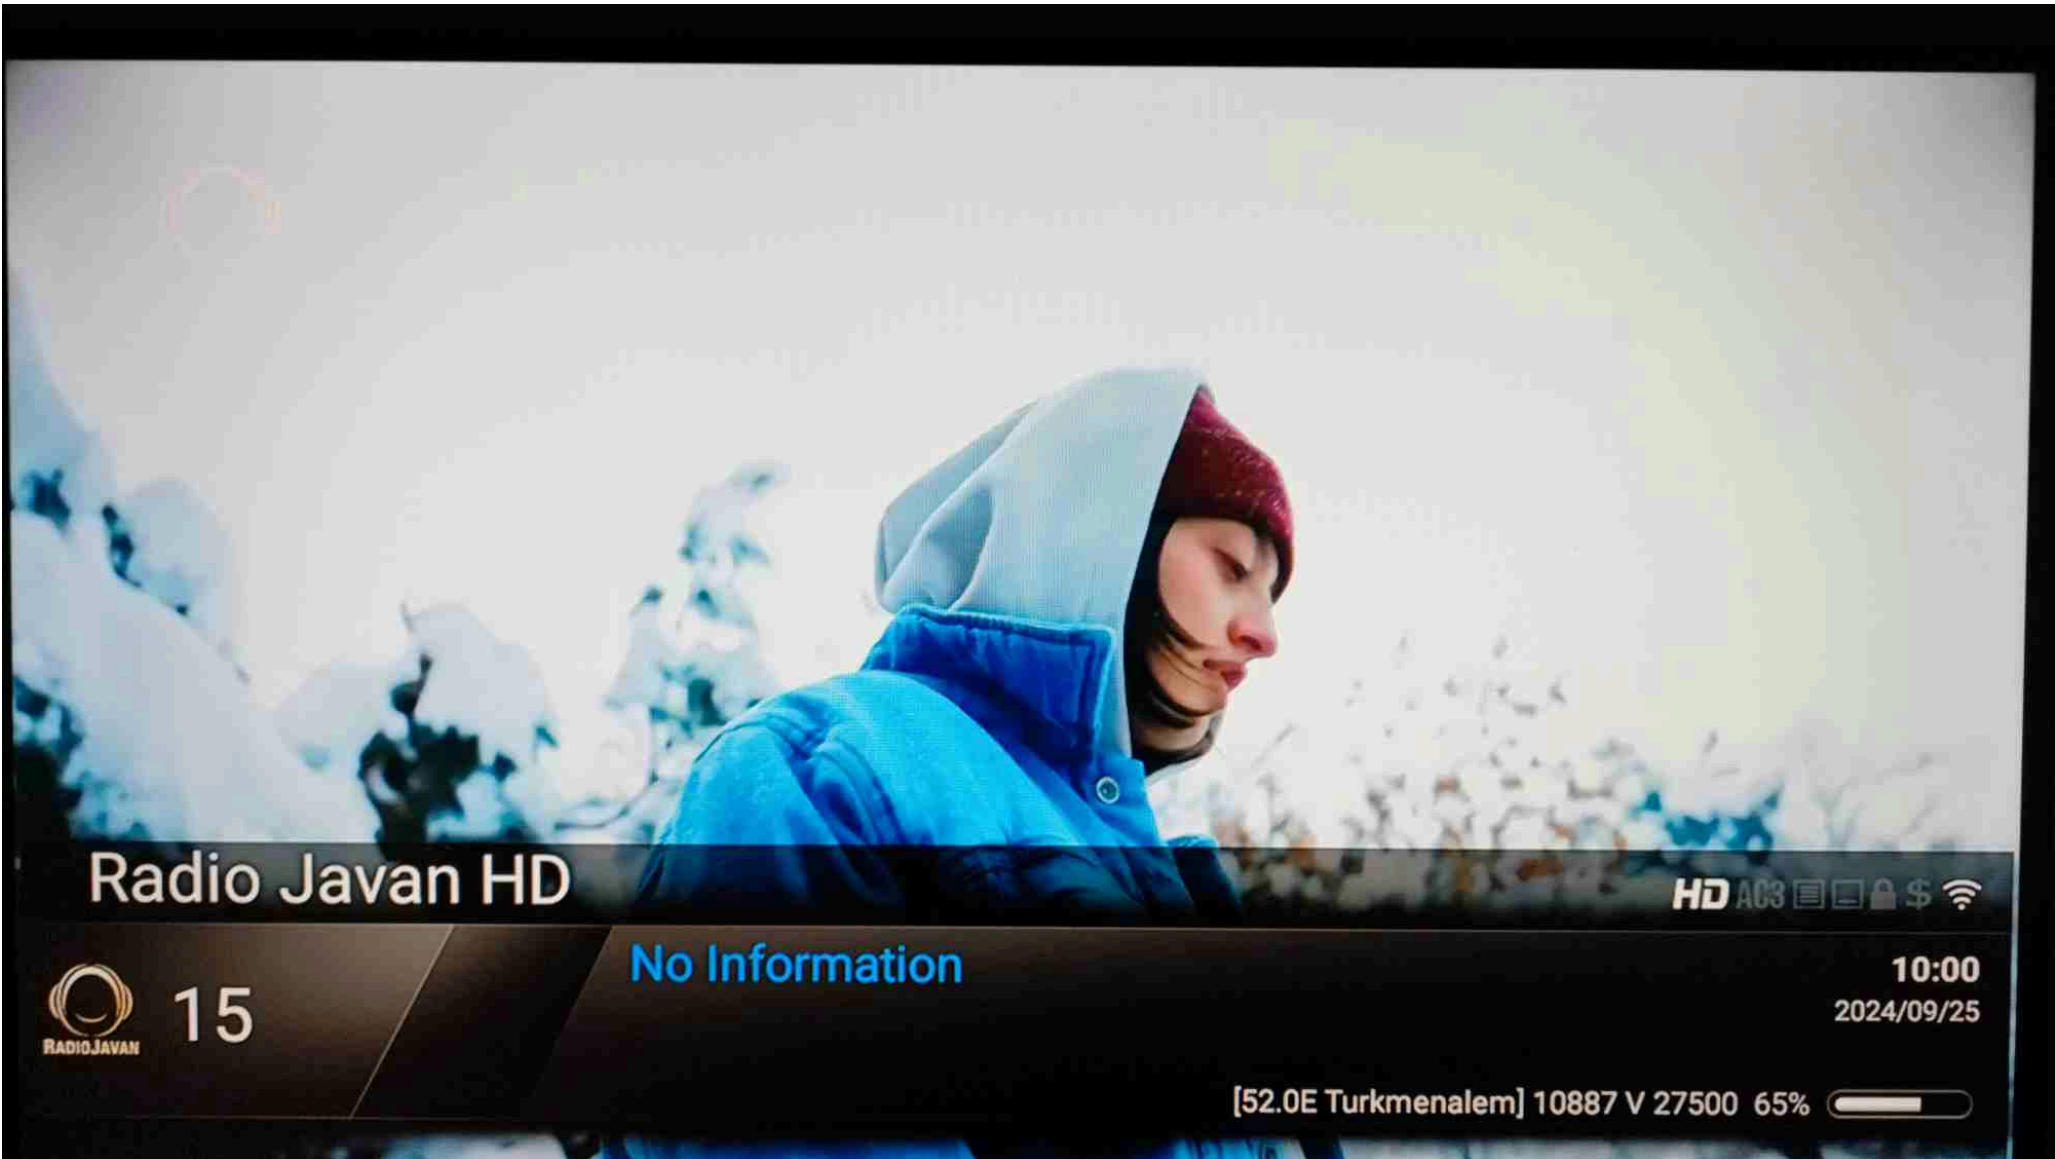 Radio Javan HD
HD AC3 $
RADIOJAVAN
15
No Information
10:00
2024/09/25
[52.0E Turkmenalem] 10887 V 27500 65%